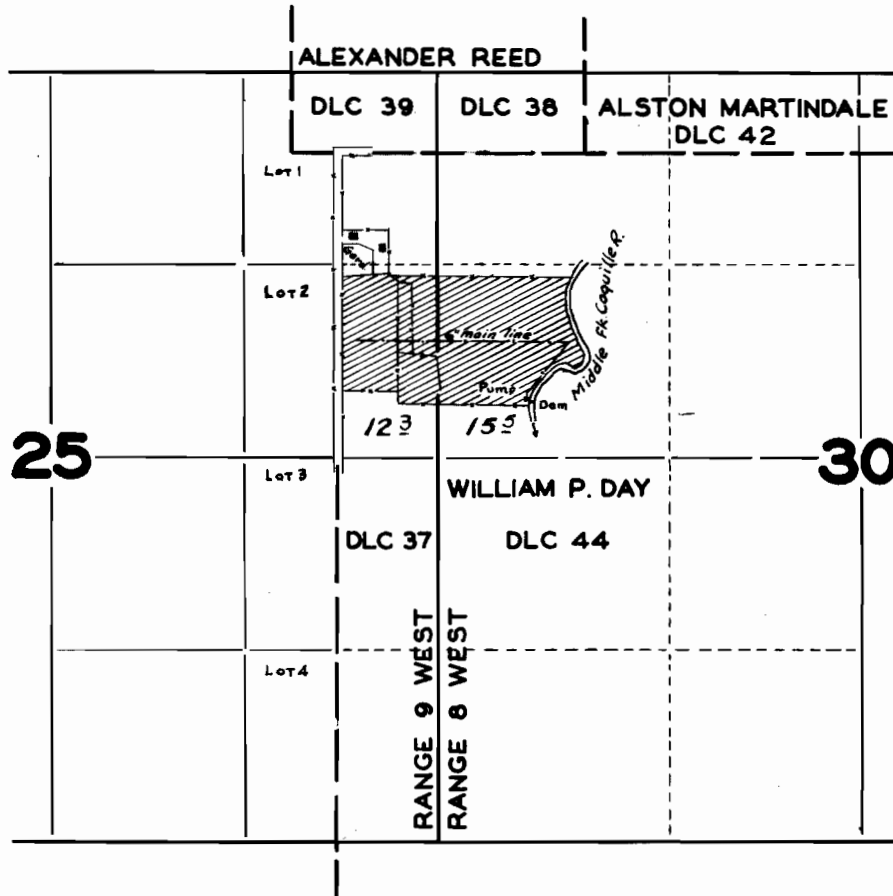 ALEXANDER REED
DLC 39
DLC 38
ALSTON MARTINDALE
DLC 42
Lot 1
Gard.
Lot 2
6" main line
Middle Fk. Coquille R.
Pump
Dam
12 3
15 5
25
30
Lot 3
WILLIAM P. DAY
DLC 37
DLC 44
Lot 4
RANGE 9 WEST
RANGE 8 WEST